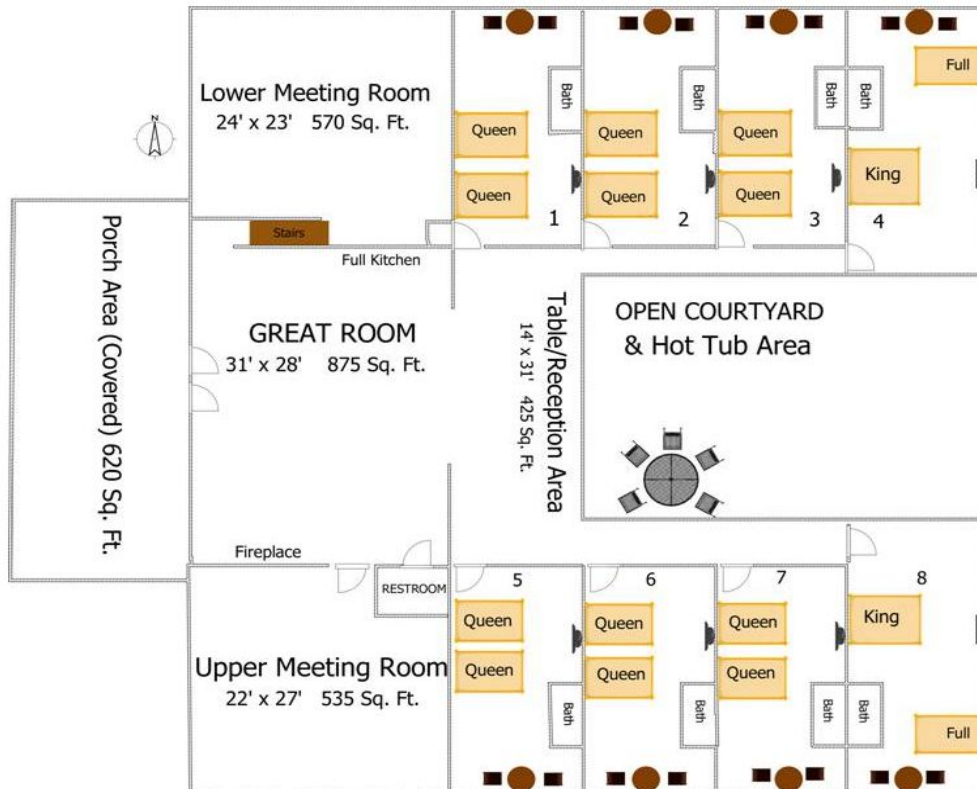 Lower Meeting Room
24' x 23'   570 Sq. Ft.
Bath
Bath
Bath
Bath
Full
Queen
Queen
Queen
King
Queen
Queen
Queen
1
2
3
4
N
Stairs
Full Kitchen
Porch Area (Covered) 620 Sq. Ft.
GREAT ROOM
31' x 28'   875 Sq. Ft.
Table/Reception Area
14' x 31'   425 Sq. Ft.
OPEN COURTYARD
& Hot Tub Area
Fireplace
RESTROOM
5
6
7
8
Queen
Queen
Queen
King
Upper Meeting Room
22' x 27'   535 Sq. Ft.
Queen
Queen
Queen
Bath
Bath
Bath
Bath
Full